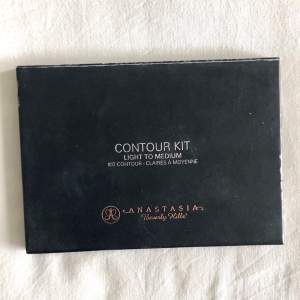 CONTOUR KIT
LIGHT TO MEDIUM
KIT CONTOUR - CLAIRES À MOYENNE
ANASTASIA
Beverly Hills